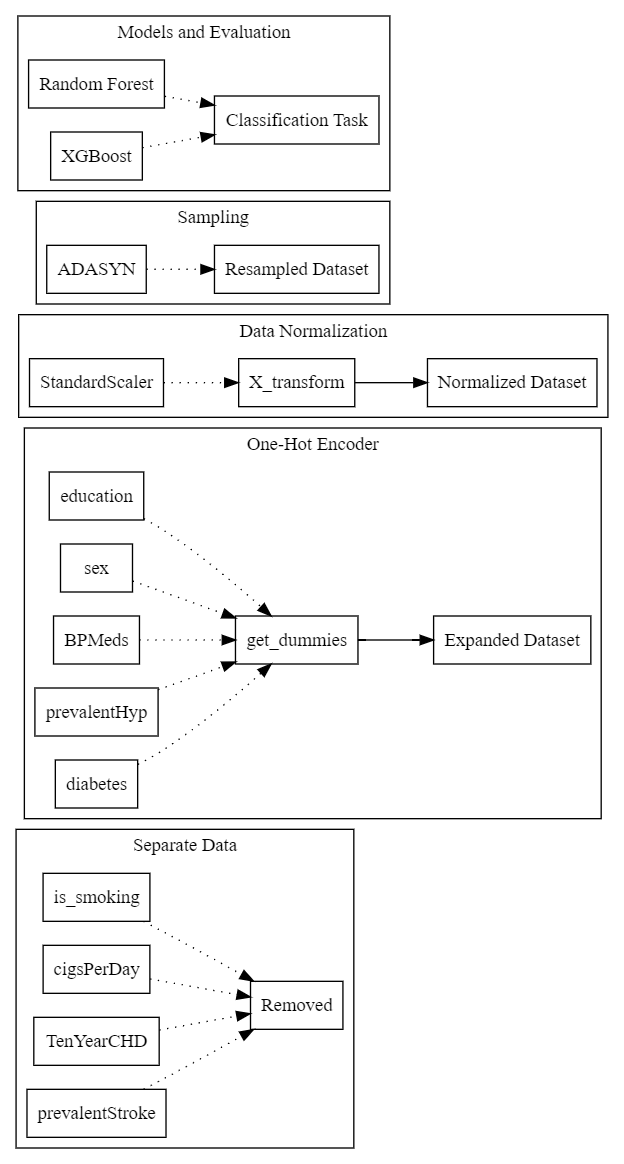 Models and Evaluation
Random Forest
Classification Task
XGBoost
Sampling
ADASYN
Resampled Dataset
Data Normalization
StandardScaler
X_transform
Normalized Dataset
One-Hot Encoder
education
sex
BPMeds
get_dummies
Expanded Dataset
prevalentHyp
diabetes
Separate Data
is_smoking
cigsPerDay
Removed
TenYearCHD
prevalentStroke